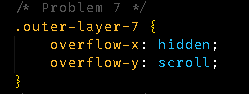 /* Problem 7 */
.outer-layer-7 {
    overflow-x: hidden;
    overflow-y: scroll;
}